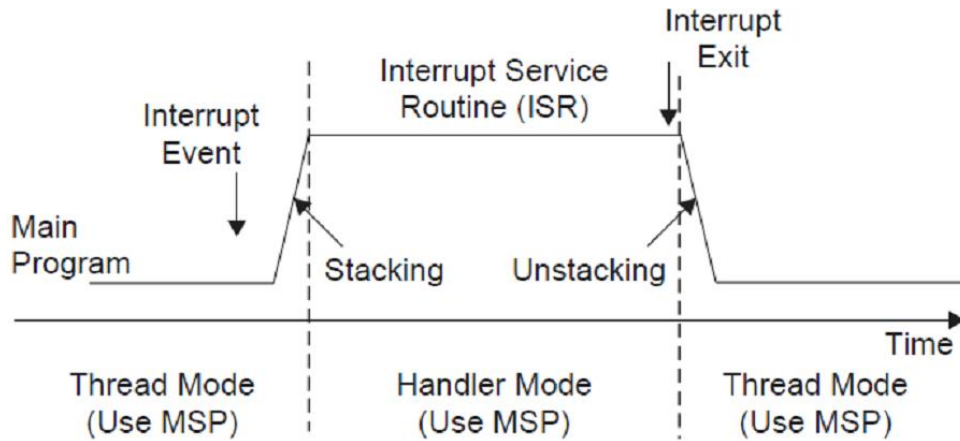 Interrupt
Exit
Interrupt Service
Routine (ISR)
Interrupt
Event
Main
Program
Stacking
Unstacking
Time
Thread Mode
(Use MSP)
Handler Mode
(Use MSP)
Thread Mode
(Use MSP)